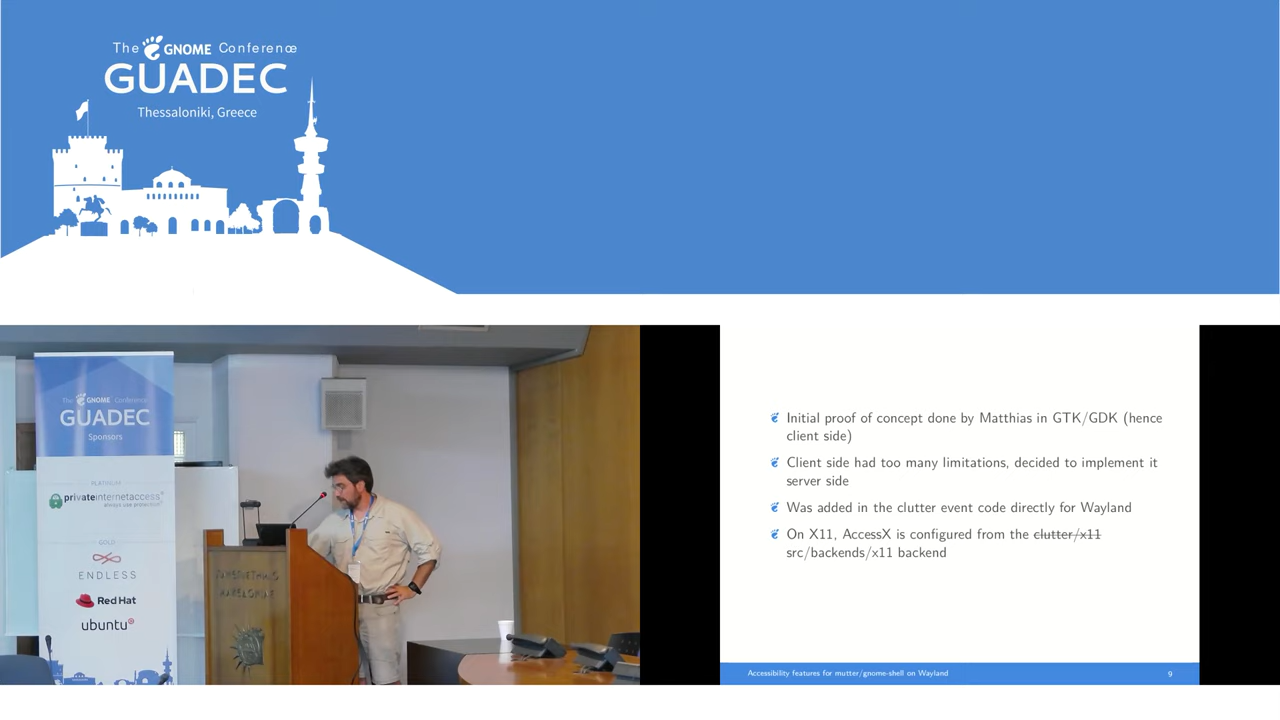 The GNOME Conference
GUADEC
Thessaloniki, Greece
The GNOME Conference
GUADEC
Sponsors
PLATINUM
privateinternetaccess
always use protection
GOLD
ENDLESS
Red Hat
ubuntu
Initial proof of concept done by Matthias in GTK/GDK (hence
client side)
Client side had too many limitations, decided to implement it
server side
Was added in the clutter event code directly for Wayland
On X11, AccessX is configured from the clutter/x11
src/backends/x11 backend
Accessibility features for mutter/gnome-shell on Wayland
9